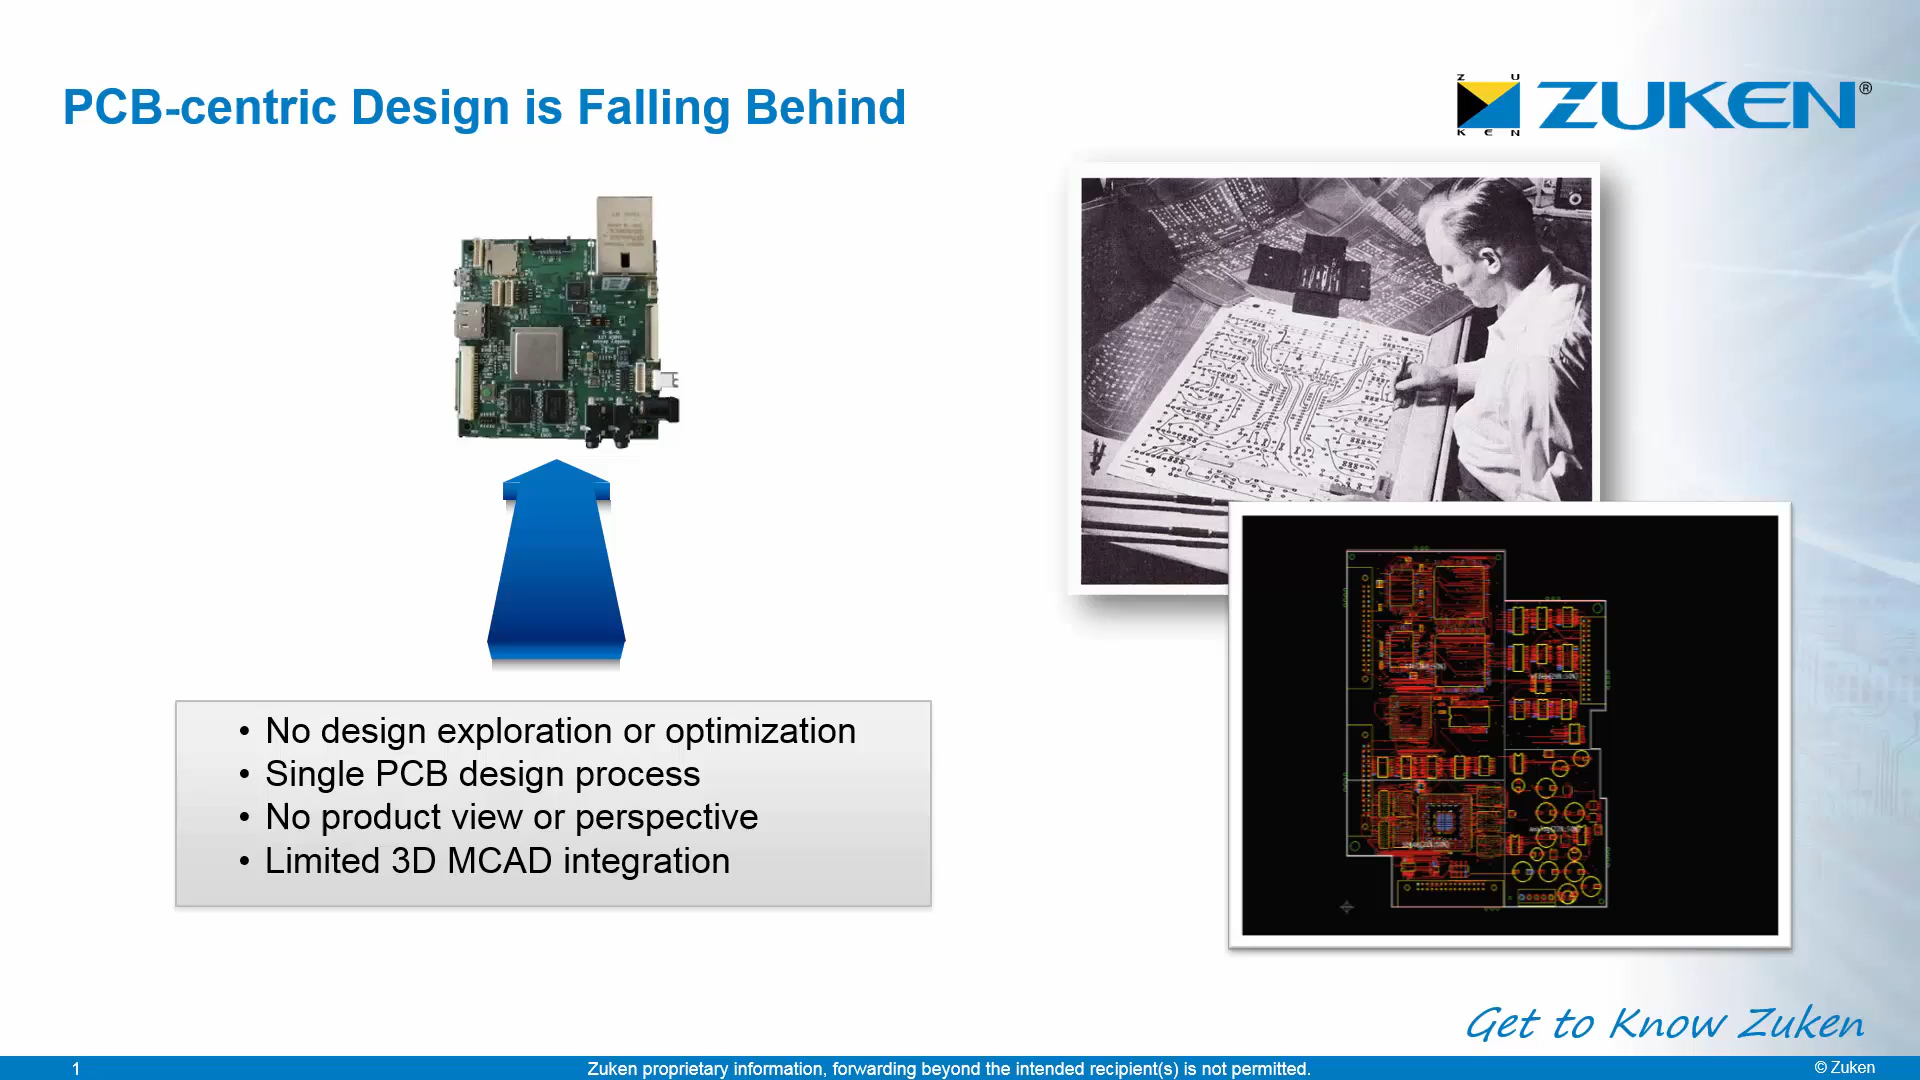 PCB-centric Design is Falling Behind
Z U
K E N
ZUKEN®
• No design exploration or optimization
• Single PCB design process
• No product view or perspective
• Limited 3D MCAD integration
Get to Know Zuken
1
Zuken proprietary information, forwarding beyond the intended recipient(s) is not permitted.
© Zuken